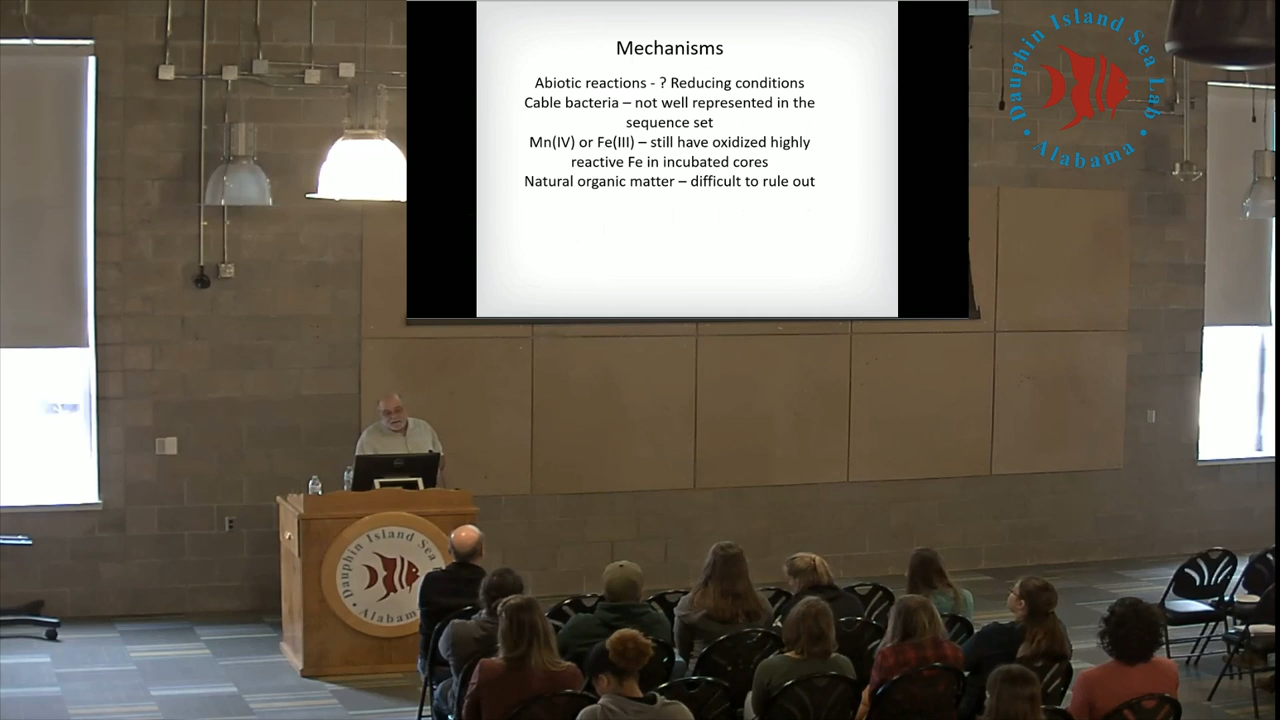 Mechanisms
Abiotic reactions - ? Reducing conditions
Cable bacteria – not well represented in the
sequence set
Mn(IV) or Fe(III) – still have oxidized highly
reactive Fe in incubated cores
Natural organic matter – difficult to rule out
Dauphin Island Sea Lab
• Alabama •
Dauphin Island Sea
Alabama •